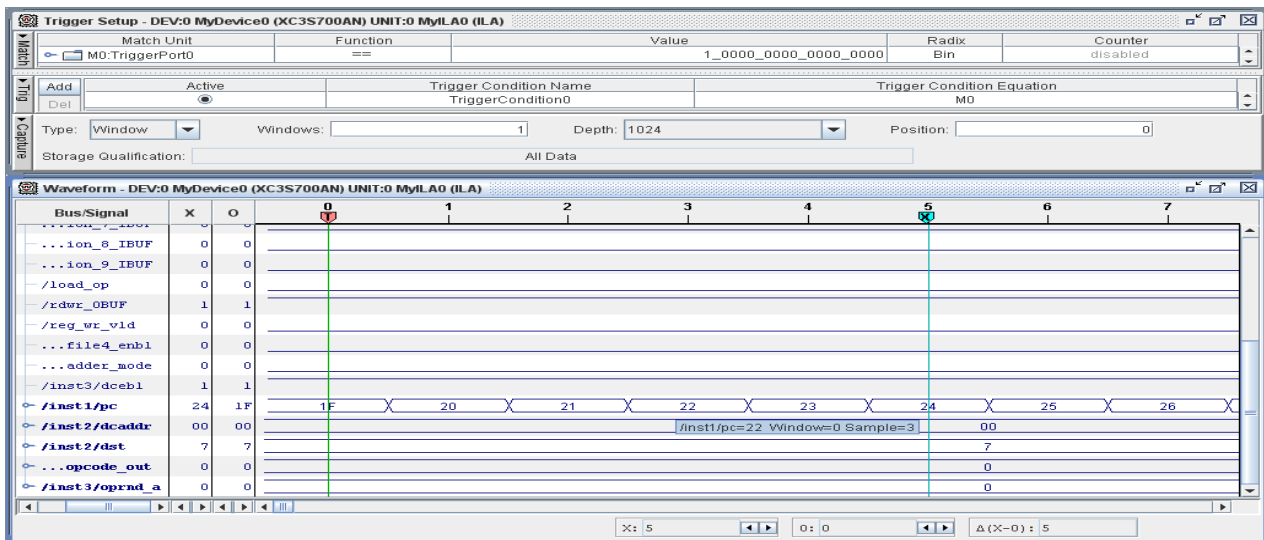 Trigger Setup - DEV:0 MyDevice0 (XC3S700AN) UNIT:0 MyILA0 (ILA)
Match
Match Unit Function Value Radix Counter
M0:TriggerPort0 == 1_0000_0000_0000_0000 Bin disabled
Trig
Add Active Trigger Condition Name Trigger Condition Equation
Del TriggerCondition0 M0
Capture
Type: Window Windows: 1 Depth: 1024 Position: 0
Storage Qualification: All Data
Waveform - DEV:0 MyDevice0 (XC3S700AN) UNIT:0 MyILA0 (ILA)
Bus/Signal X O 0 1 2 3 4 5 6 7
T X
...ion_7_IBUF 0 0
...ion_8_IBUF 0 0
...ion_9_IBUF 0 0
/load_op 0 0
/rdwr_OBUF 1 1
/reg_wr_vld 0 0
...file4_enbl 0 0
...adder_mode 0 0
/inst3/dcebl 1 1
/inst1/pc 24 1F 1F 20 21 22 23 24 25 26
/inst2/dcaddr 00 00 /inst1/pc=22 Window=0 Sample=3 00
/inst2/dst 7 7 7
...opcode_out 0 0 0
/inst3/oprnd_a 0 0 0
X: 5 O: 0 Δ(X-O): 5